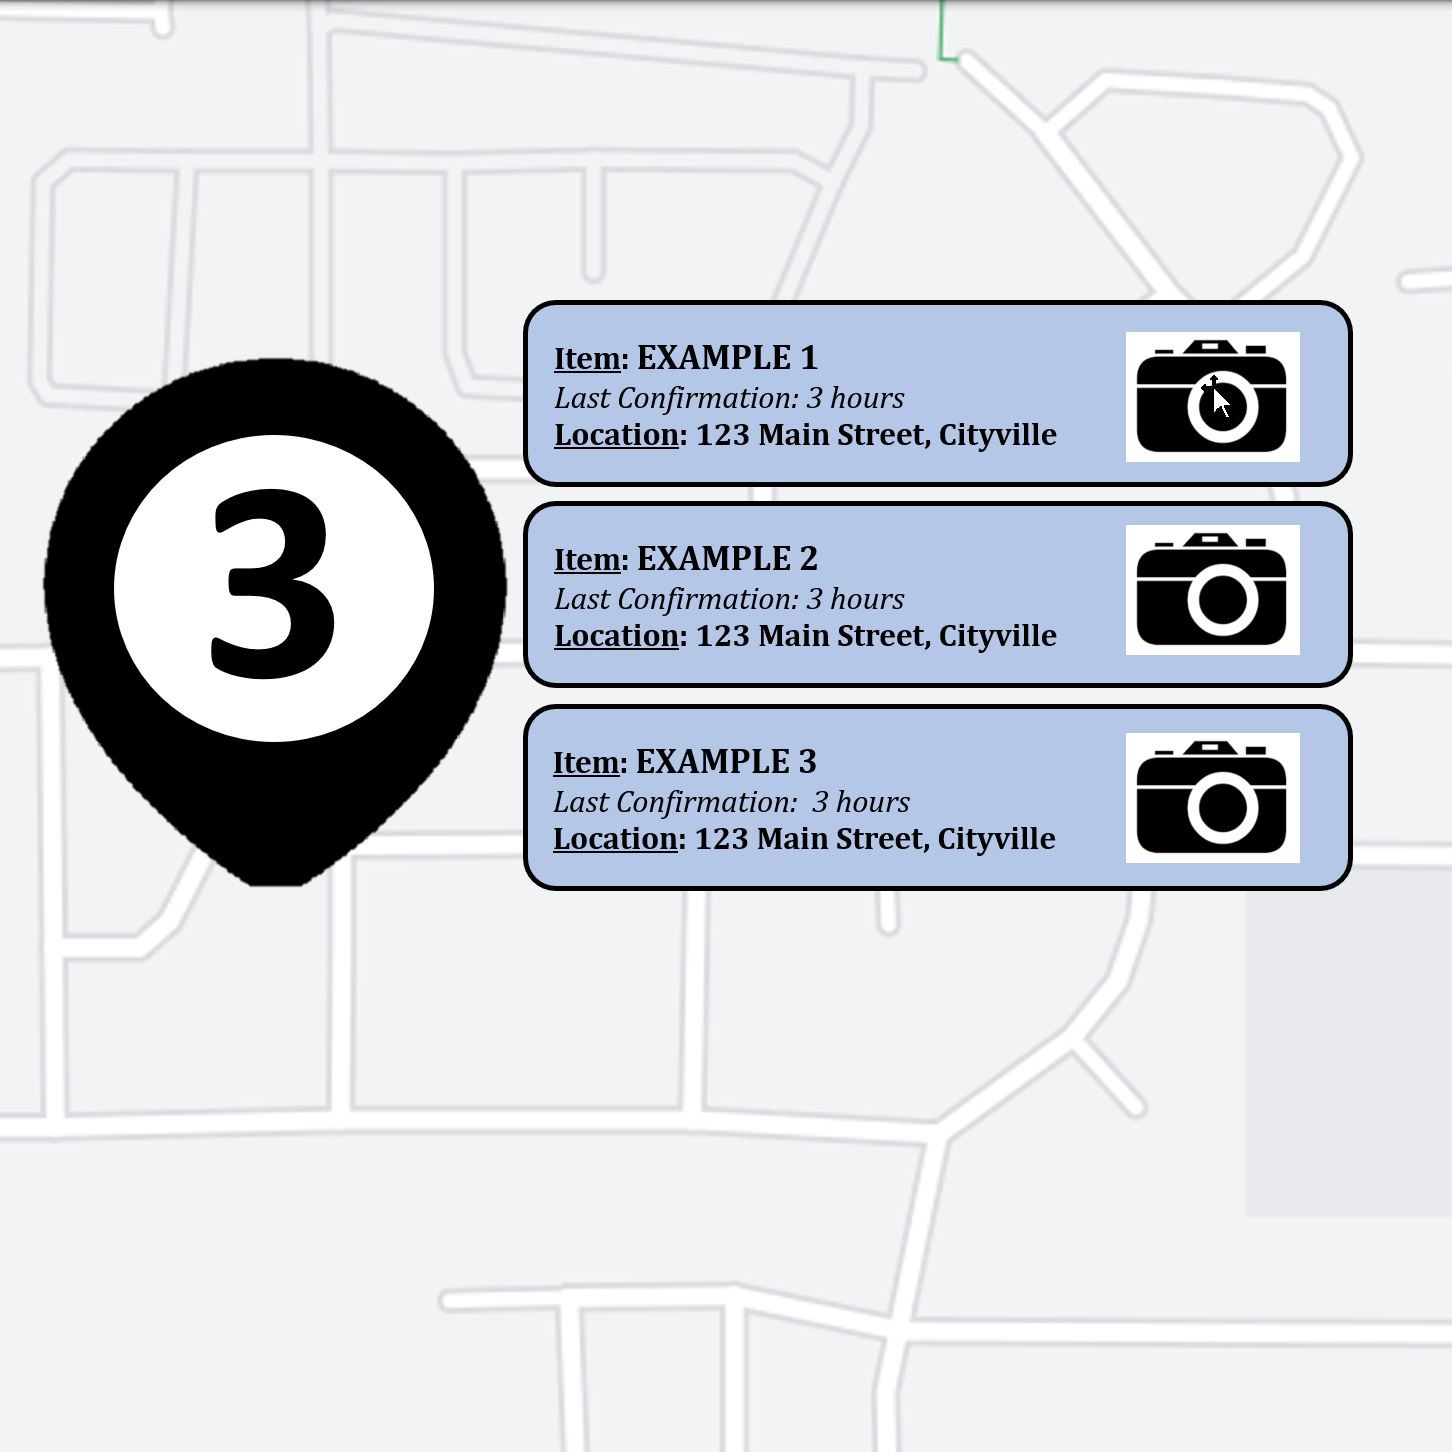 3
Item: EXAMPLE 1
Last Confirmation: 3 hours
Location: 123 Main Street, Cityville
Item: EXAMPLE 2
Last Confirmation: 3 hours
Location: 123 Main Street, Cityville
Item: EXAMPLE 3
Last Confirmation:  3 hours
Location: 123 Main Street, Cityville